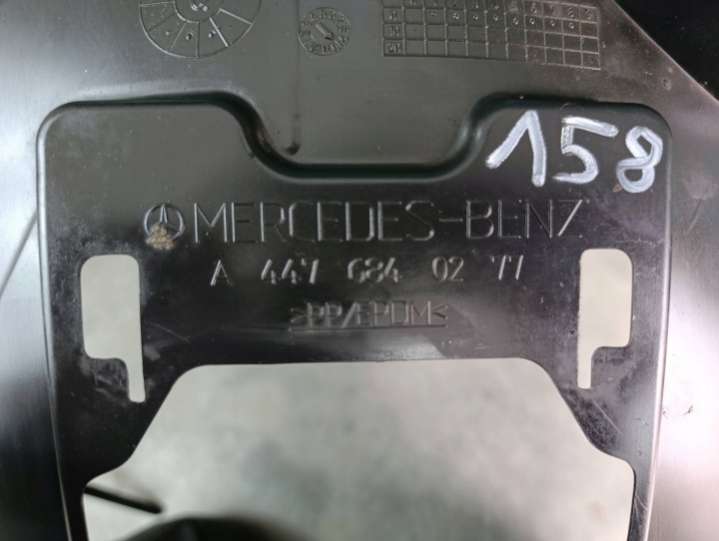 158
MERCEDES-BENZ
A 447 684 02 77
>PP/EPDM<